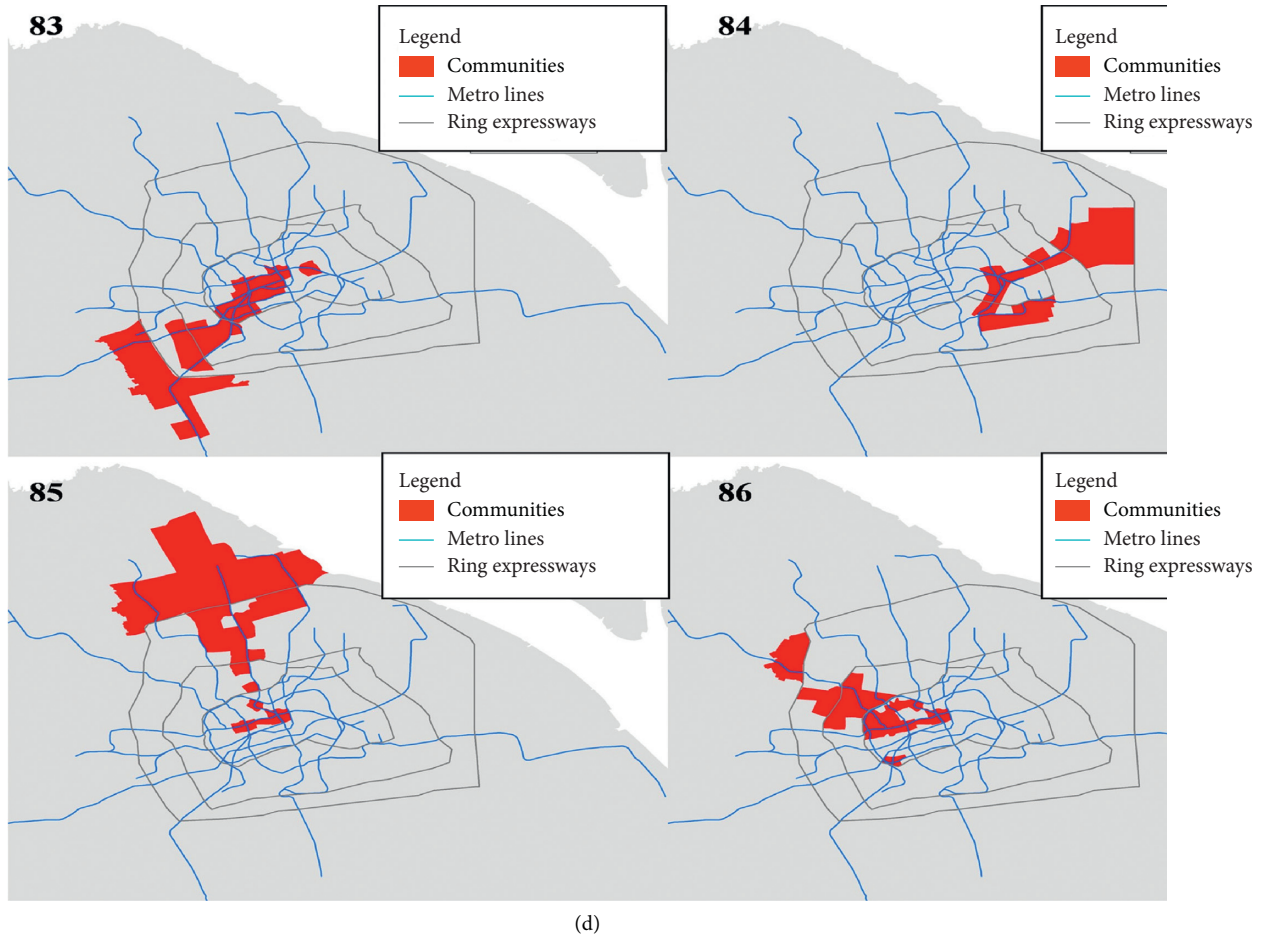 83
Legend
Communities
Metro lines
Ring expressways
84
Legend
Communities
Metro lines
Ring expressways
85
Legend
Communities
Metro lines
Ring expressways
86
Legend
Communities
Metro lines
Ring expressways
(d)